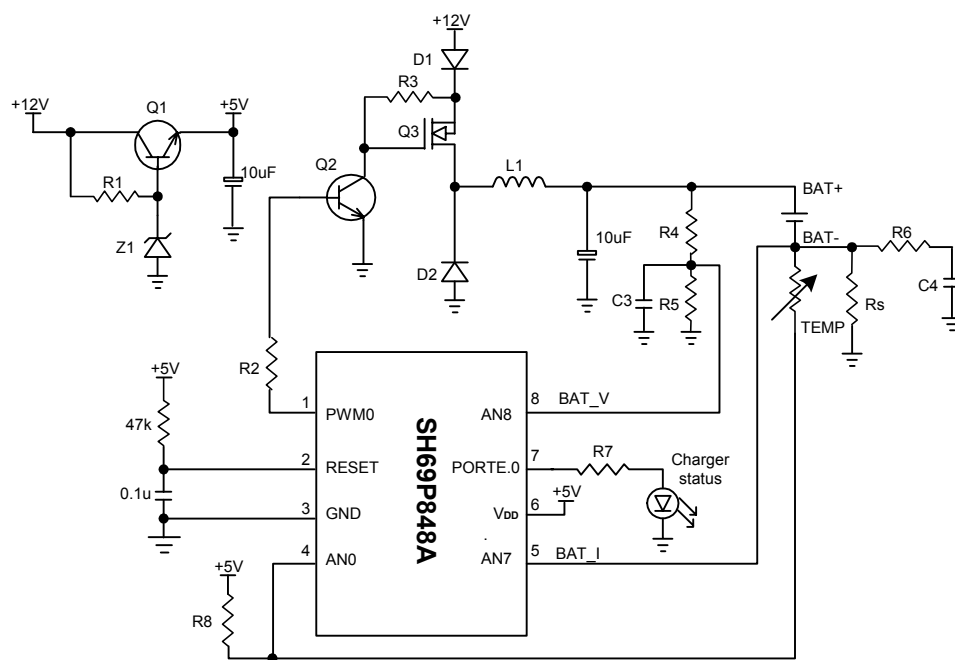 +12V
D1
R3
+12V
Q1
+5V
Q3
Q2
L1
10uF
BAT+
R1
R4
R6
10uF
BAT-
Z1
D2
C3
R5
C4
Rs
TEMP
R2
+5V
1
PWM0
8
AN8
BAT_V
47k
SH69P848A
R7
Charger
status
2
RESET
7
PORTE.0
0.1u
3
GND
6
VDD
+5V
4
AN0
5
AN7
BAT_I
+5V
R8